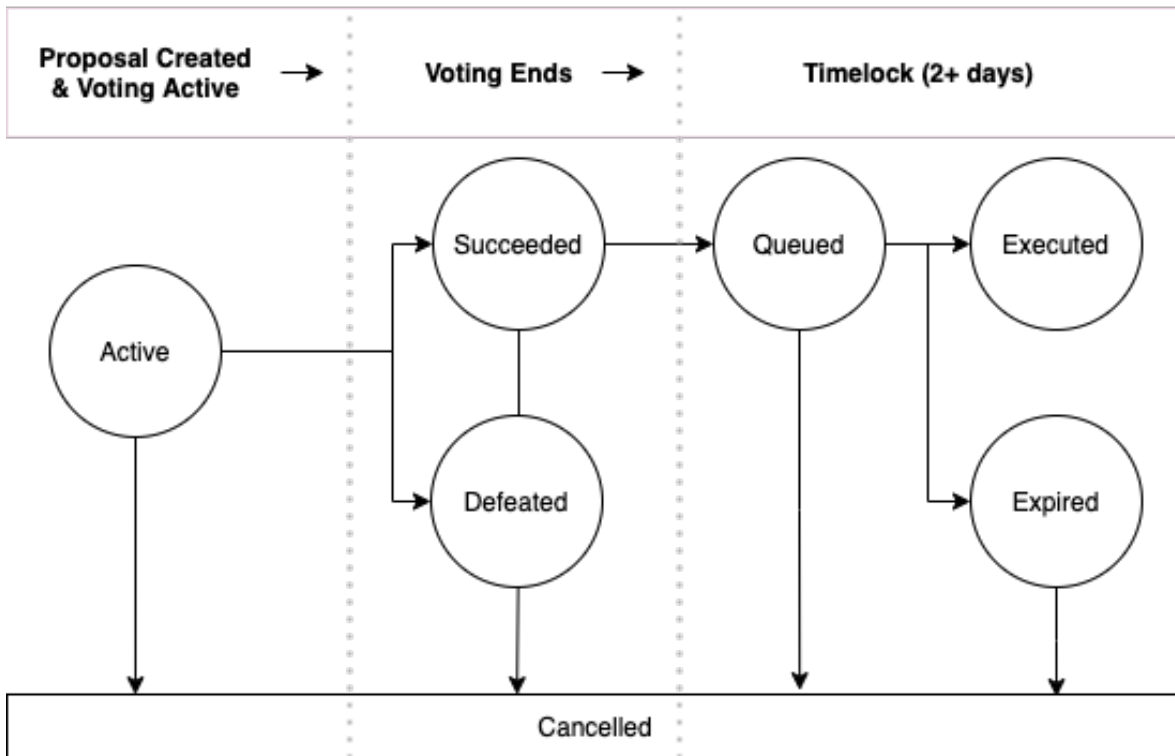 Proposal Created
& Voting Active
Voting Ends
Timelock (2+ days)
Succeeded
Queued
Executed
Active
Defeated
Expired
Cancelled